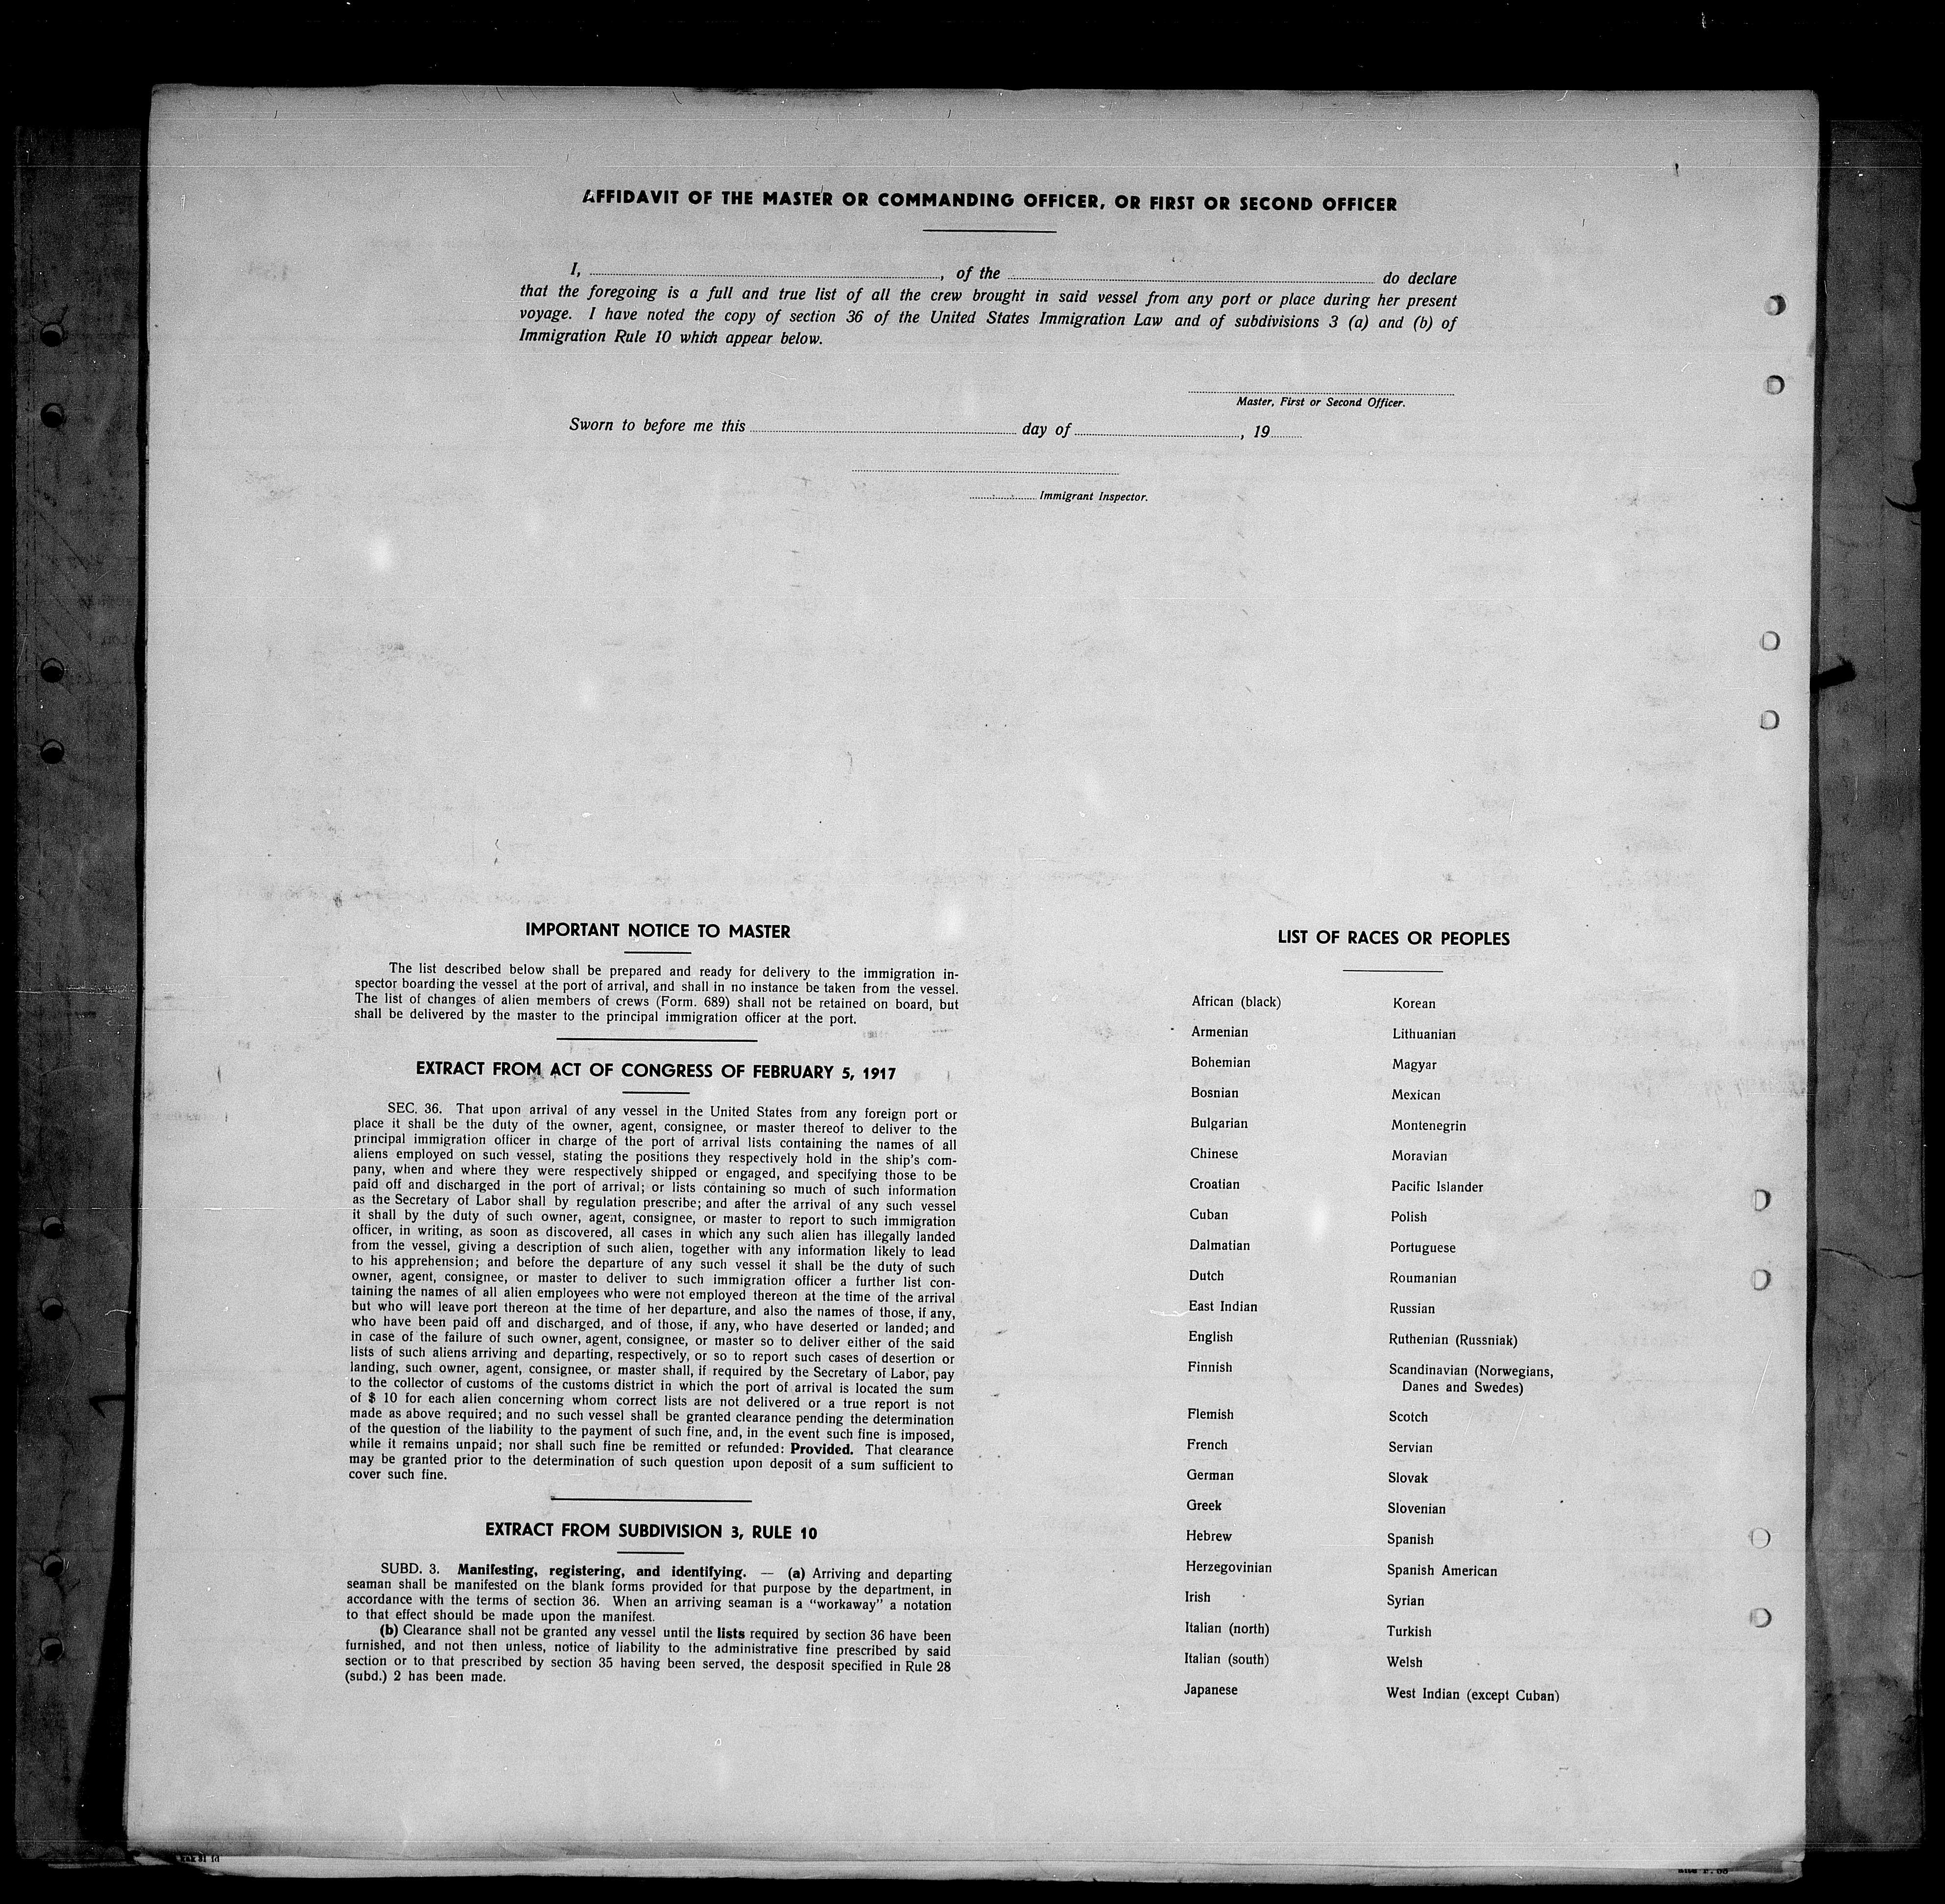 AFFIDAVIT OF THE MASTER OR COMMANDING OFFICER, OR FIRST OR SECOND OFFICER
I, ........, of the ........ do declare
that the foregoing is a full and true list of all the crew brought in said vessel from any port or place during her present
voyage. I have noted the copy of section 36 of the United States Immigration Law and of subdivisions 3 (a) and (b) of
Immigration Rule 10 which appear below.
Master, First or Second Officer.
Sworn to before me this ........ day of ........, 19....
........ Immigrant Inspector.
IMPORTANT NOTICE TO MASTER
The list described below shall be prepared and ready for delivery to the immigration in-
spector boarding the vessel at the port of arrival, and shall in no instance be taken from the vessel.
The list of changes of alien members of crews (Form. 689) shall not be retained on board, but
shall be delivered by the master to the principal immigration officer at the port.
EXTRACT FROM ACT OF CONGRESS OF FEBRUARY 5, 1917
SEC. 36. That upon arrival of any vessel in the United States from any foreign port or
place it shall be the duty of the owner, agent, consignee, or master thereof to deliver to the
principal immigration officer in charge of the port of arrival lists containing the names of all
aliens employed on such vessel, stating the positions they respectively hold in the ship's com-
pany, when and where they were respectively shipped or engaged, and specifying those to be
paid off and discharged in the port of arrival; or lists containing so much of such information
as the Secretary of Labor shall by regulation prescribe; and after the arrival of any such vessel
it shall by the duty of such owner, agent, consignee, or master to report to such immigration
officer, in writing, as soon as discovered, all cases in which any such alien has illegally landed
from the vessel, giving a description of such alien, together with any information likely to lead
to his apprehension; and before the departure of any such vessel it shall be the duty of such
owner, agent, consignee, or master to deliver to such immigration officer a further list con-
taining the names of all alien employees who were not employed thereon at the time of the arrival
but who will leave port thereon at the time of her departure, and also the names of those, if any,
who have been paid off and discharged, and of those, if any, who have deserted or landed; and
in case of the failure of such owner, agent, consignee, or master so to deliver either of the said
lists of such aliens arriving and departing, respectively, or so to report such cases of desertion or
landing, such owner, agent, consignee, or master shall, if required by the Secretary of Labor, pay
to the collector of customs of the customs district in which the port of arrival is located the sum
of $ 10 for each alien concerning whom correct lists are not delivered or a true report is not
made as above required; and no such vessel shall be granted clearance pending the determination
of the question of the liability to the payment of such fine, and, in the event such fine is imposed,
while it remains unpaid; nor shall such fine be remitted or refunded: Provided. That clearance
may be granted prior to the determination of such question upon deposit of a sum sufficient to
cover such fine.
EXTRACT FROM SUBDIVISION 3, RULE 10
SUBD. 3. Manifesting, registering, and identifying. — (a) Arriving and departing
seaman shall be manifested on the blank forms provided for that purpose by the department, in
accordance with the terms of section 36. When an arriving seaman is a "workaway" a notation
to that effect should be made upon the manifest.
(b) Clearance shall not be granted any vessel until the lists required by section 36 have been
furnished, and not then unless, notice of liability to the administrative fine prescribed by said
section or to that prescribed by section 35 having been served, the desposit specified in Rule 28
(subd.) 2 has been made.
LIST OF RACES OR PEOPLES
African (black)
Armenian
Bohemian
Bosnian
Bulgarian
Chinese
Croatian
Cuban
Dalmatian
Dutch
East Indian
English
Finnish
Flemish
French
German
Greek
Hebrew
Herzegovinian
Irish
Italian (north)
Italian (south)
Japanese
Korean
Lithuanian
Magyar
Mexican
Montenegrin
Moravian
Pacific Islander
Polish
Portuguese
Roumanian
Russian
Ruthenian (Russniak)
Scandinavian (Norwegians,
Danes and Swedes)
Scotch
Servian
Slovak
Slovenian
Spanish
Spanish American
Syrian
Turkish
Welsh
West Indian (except Cuban)